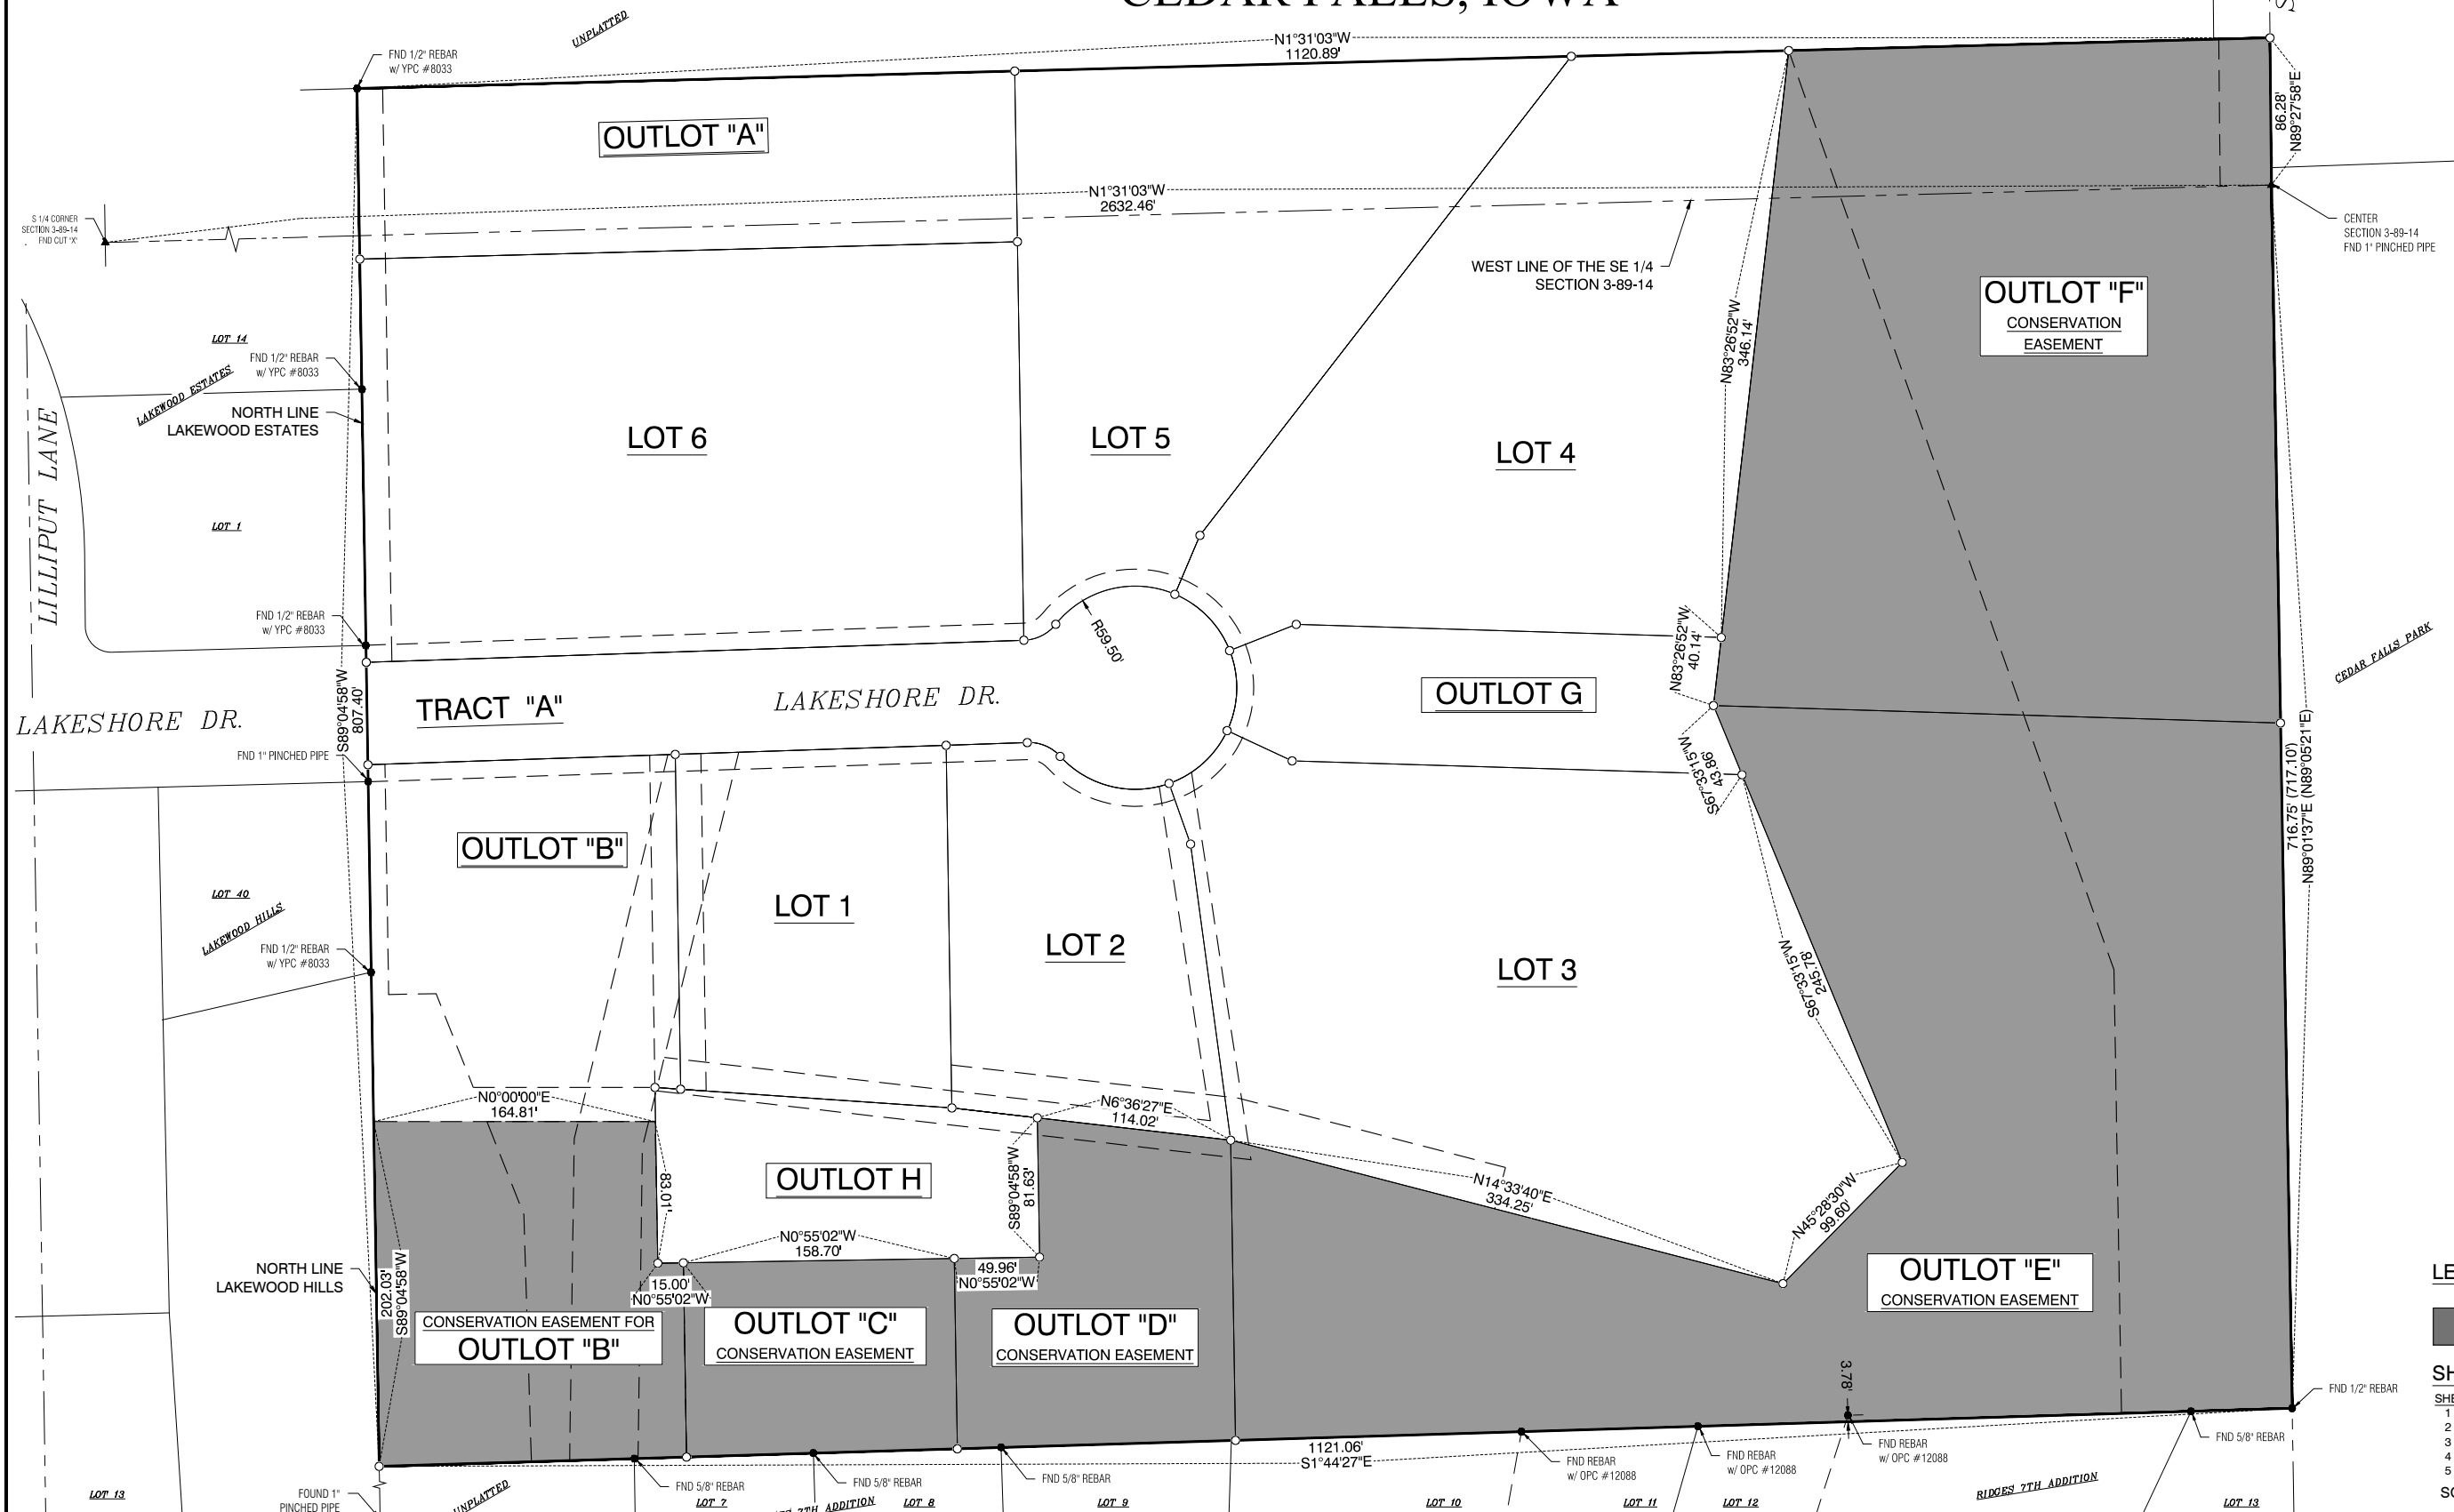 CEDAR FALLS, IOWA
UNPLATTED
FND 1/2" REBAR
w/ YPC #8033
N1°31'03"W
1120.89'
86.28'
N89°27'58"E
OUTLOT "A"
N1°31'03"W
2632.46'
S 1/4 CORNER
SECTION 3-89-14
FND CUT "X"
CENTER
SECTION 3-89-14
FND 1" PINCHED PIPE
WEST LINE OF THE SE 1/4
SECTION 3-89-14
OUTLOT "F"
CONSERVATION
EASEMENT
N83°26'52"W
346.14'
LOT 14
FND 1/2" REBAR
w/ YPC #8033
LAKEWOOD ESTATES
NORTH LINE
LAKEWOOD ESTATES
LILLIPUT LANE
LOT 6
LOT 5
LOT 4
LOT 1
FND 1/2" REBAR
w/ YPC #8033
R59.50'
N83°26'52"W
40.14'
CEDAR FALLS PARK
S89°04'58"W
807.40'
TRACT "A"
LAKESHORE DR.
LAKESHORE DR.
OUTLOT G
FND 1" PINCHED PIPE
S67°33'15"W
43.86'
716.75' (717.10')
N89°01'37"E (N89°05'21"E)
OUTLOT "B"
LOT 40
LAKEWOOD HILLS
LOT 1
LOT 2
LOT 3
FND 1/2" REBAR
w/ YPC #8033
S67°33'15"W
245.78'
N0°00'00"E
164.81'
N6°36'27"E
114.02'
83.01'
OUTLOT H
S89°04'58"W
81.63'
N14°33'40"E
334.25'
N45°28'30"W
99.60'
N0°55'02"W
158.70'
NORTH LINE
LAKEWOOD HILLS
202.03'
S89°04'58"W
15.00'
N0°55'02"W
49.96'
N0°55'02"W
OUTLOT "E"
CONSERVATION EASEMENT
CONSERVATION EASEMENT FOR
OUTLOT "B"
OUTLOT "C"
CONSERVATION EASEMENT
OUTLOT "D"
CONSERVATION EASEMENT
3.78'
FND 1/2" REBAR
1121.06'
S1°44'27"E
FND REBAR
w/ OPC #12088
FND REBAR
w/ OPC #12088
FND REBAR
w/ OPC #12088
FND 5/8" REBAR
FND 5/8" REBAR
FND 5/8" REBAR
FND 5/8" REBAR
FOUND 1"
PINCHED PIPE
UNPLATTED
7TH ADDITION
RIDGES 7TH ADDITION
LOT 13
LOT 7
LOT 8
LOT 9
LOT 10
LOT 11
LOT 12
LOT 13
1
2
3
4
5